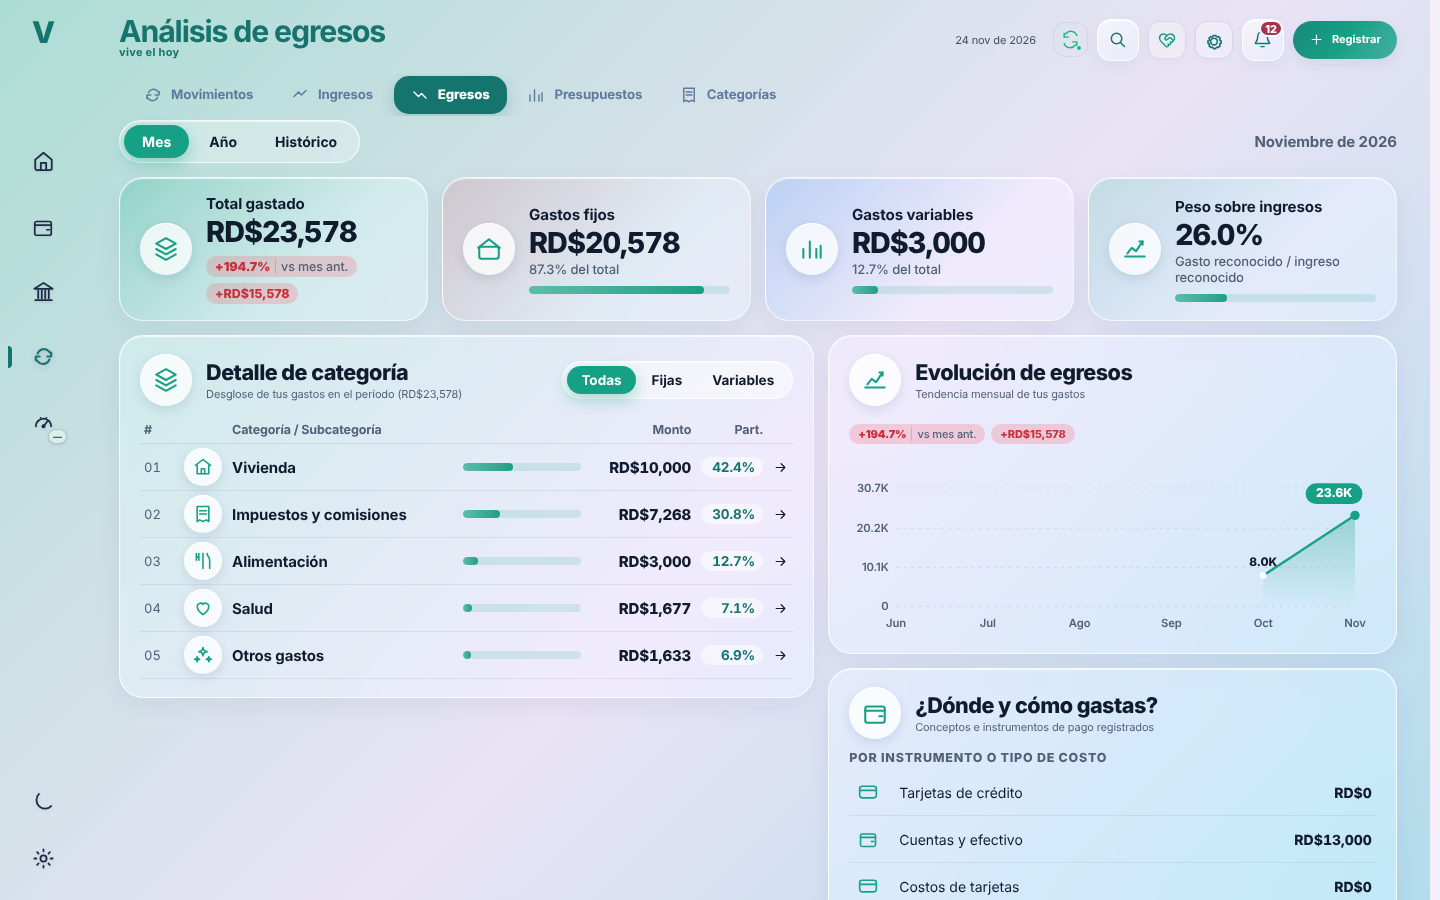 V
Análisis de egresos
vive el hoy
24 nov de 2026
12
Registrar
Movimientos
Ingresos
Egresos
Presupuestos
Categorías
Mes
Año
Histórico
Noviembre de 2026
Total gastado
RD$23,578
+194.7% vs mes ant.
+RD$15,578
Gastos fijos
RD$20,578
87.3% del total
Gastos variables
RD$3,000
12.7% del total
Peso sobre ingresos
26.0%
Gasto reconocido / ingreso
reconocido
Detalle de categoría
Desglose de tus gastos en el período (RD$23,578)
Todas
Fijas
Variables
# Categoría / Subcategoría Monto Part.
01 Vivienda RD$10,000 42.4% →
02 Impuestos y comisiones RD$7,268 30.8% →
03 Alimentación RD$3,000 12.7% →
04 Salud RD$1,677 7.1% →
05 Otros gastos RD$1,633 6.9% →
Evolución de egresos
Tendencia mensual de tus gastos
+194.7% vs mes ant. +RD$15,578
30.7K
20.2K
10.1K
0
23.6K
8.0K
Jun Jul Ago Sep Oct Nov
¿Dónde y cómo gastas?
Conceptos e instrumentos de pago registrados
POR INSTRUMENTO O TIPO DE COSTO
Tarjetas de crédito RD$0
Cuentas y efectivo RD$13,000
Costos de tarjetas RD$0